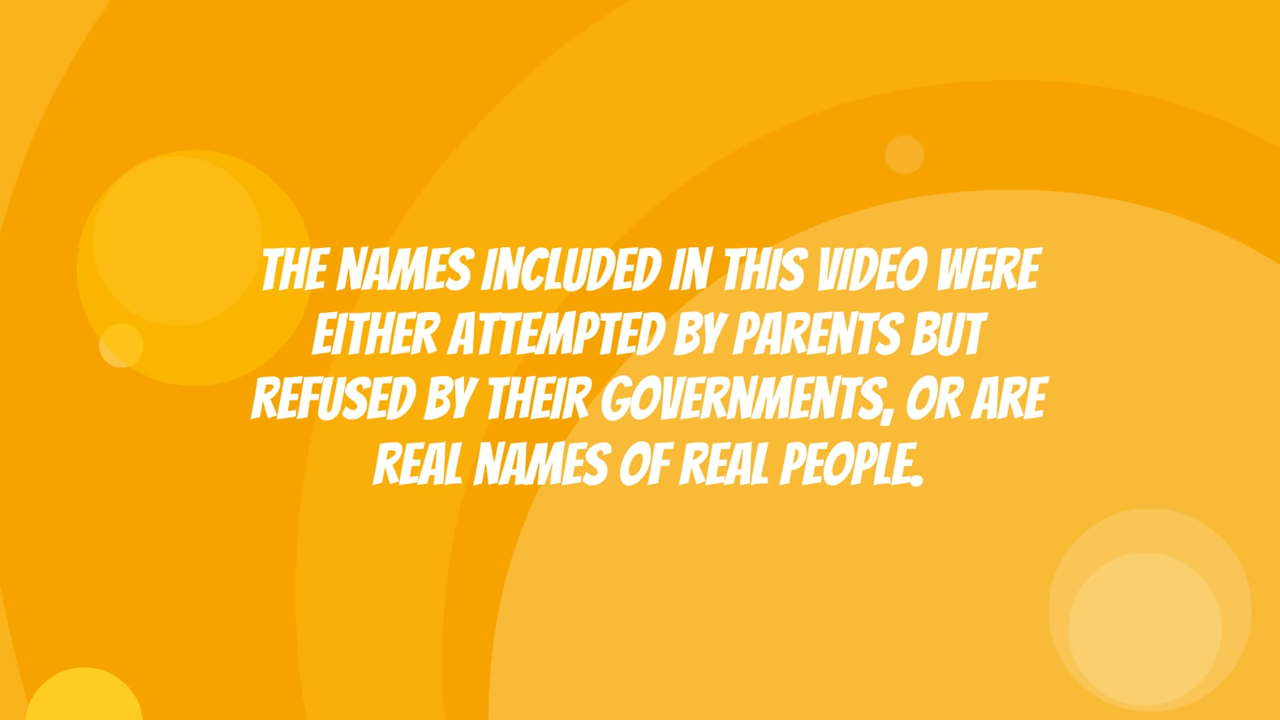 THE NAMES INCLUDED IN THIS VIDEO WERE
EITHER ATTEMPTED BY PARENTS BUT
REFUSED BY THEIR GOVERNMENTS, OR ARE
REAL NAMES OF REAL PEOPLE.